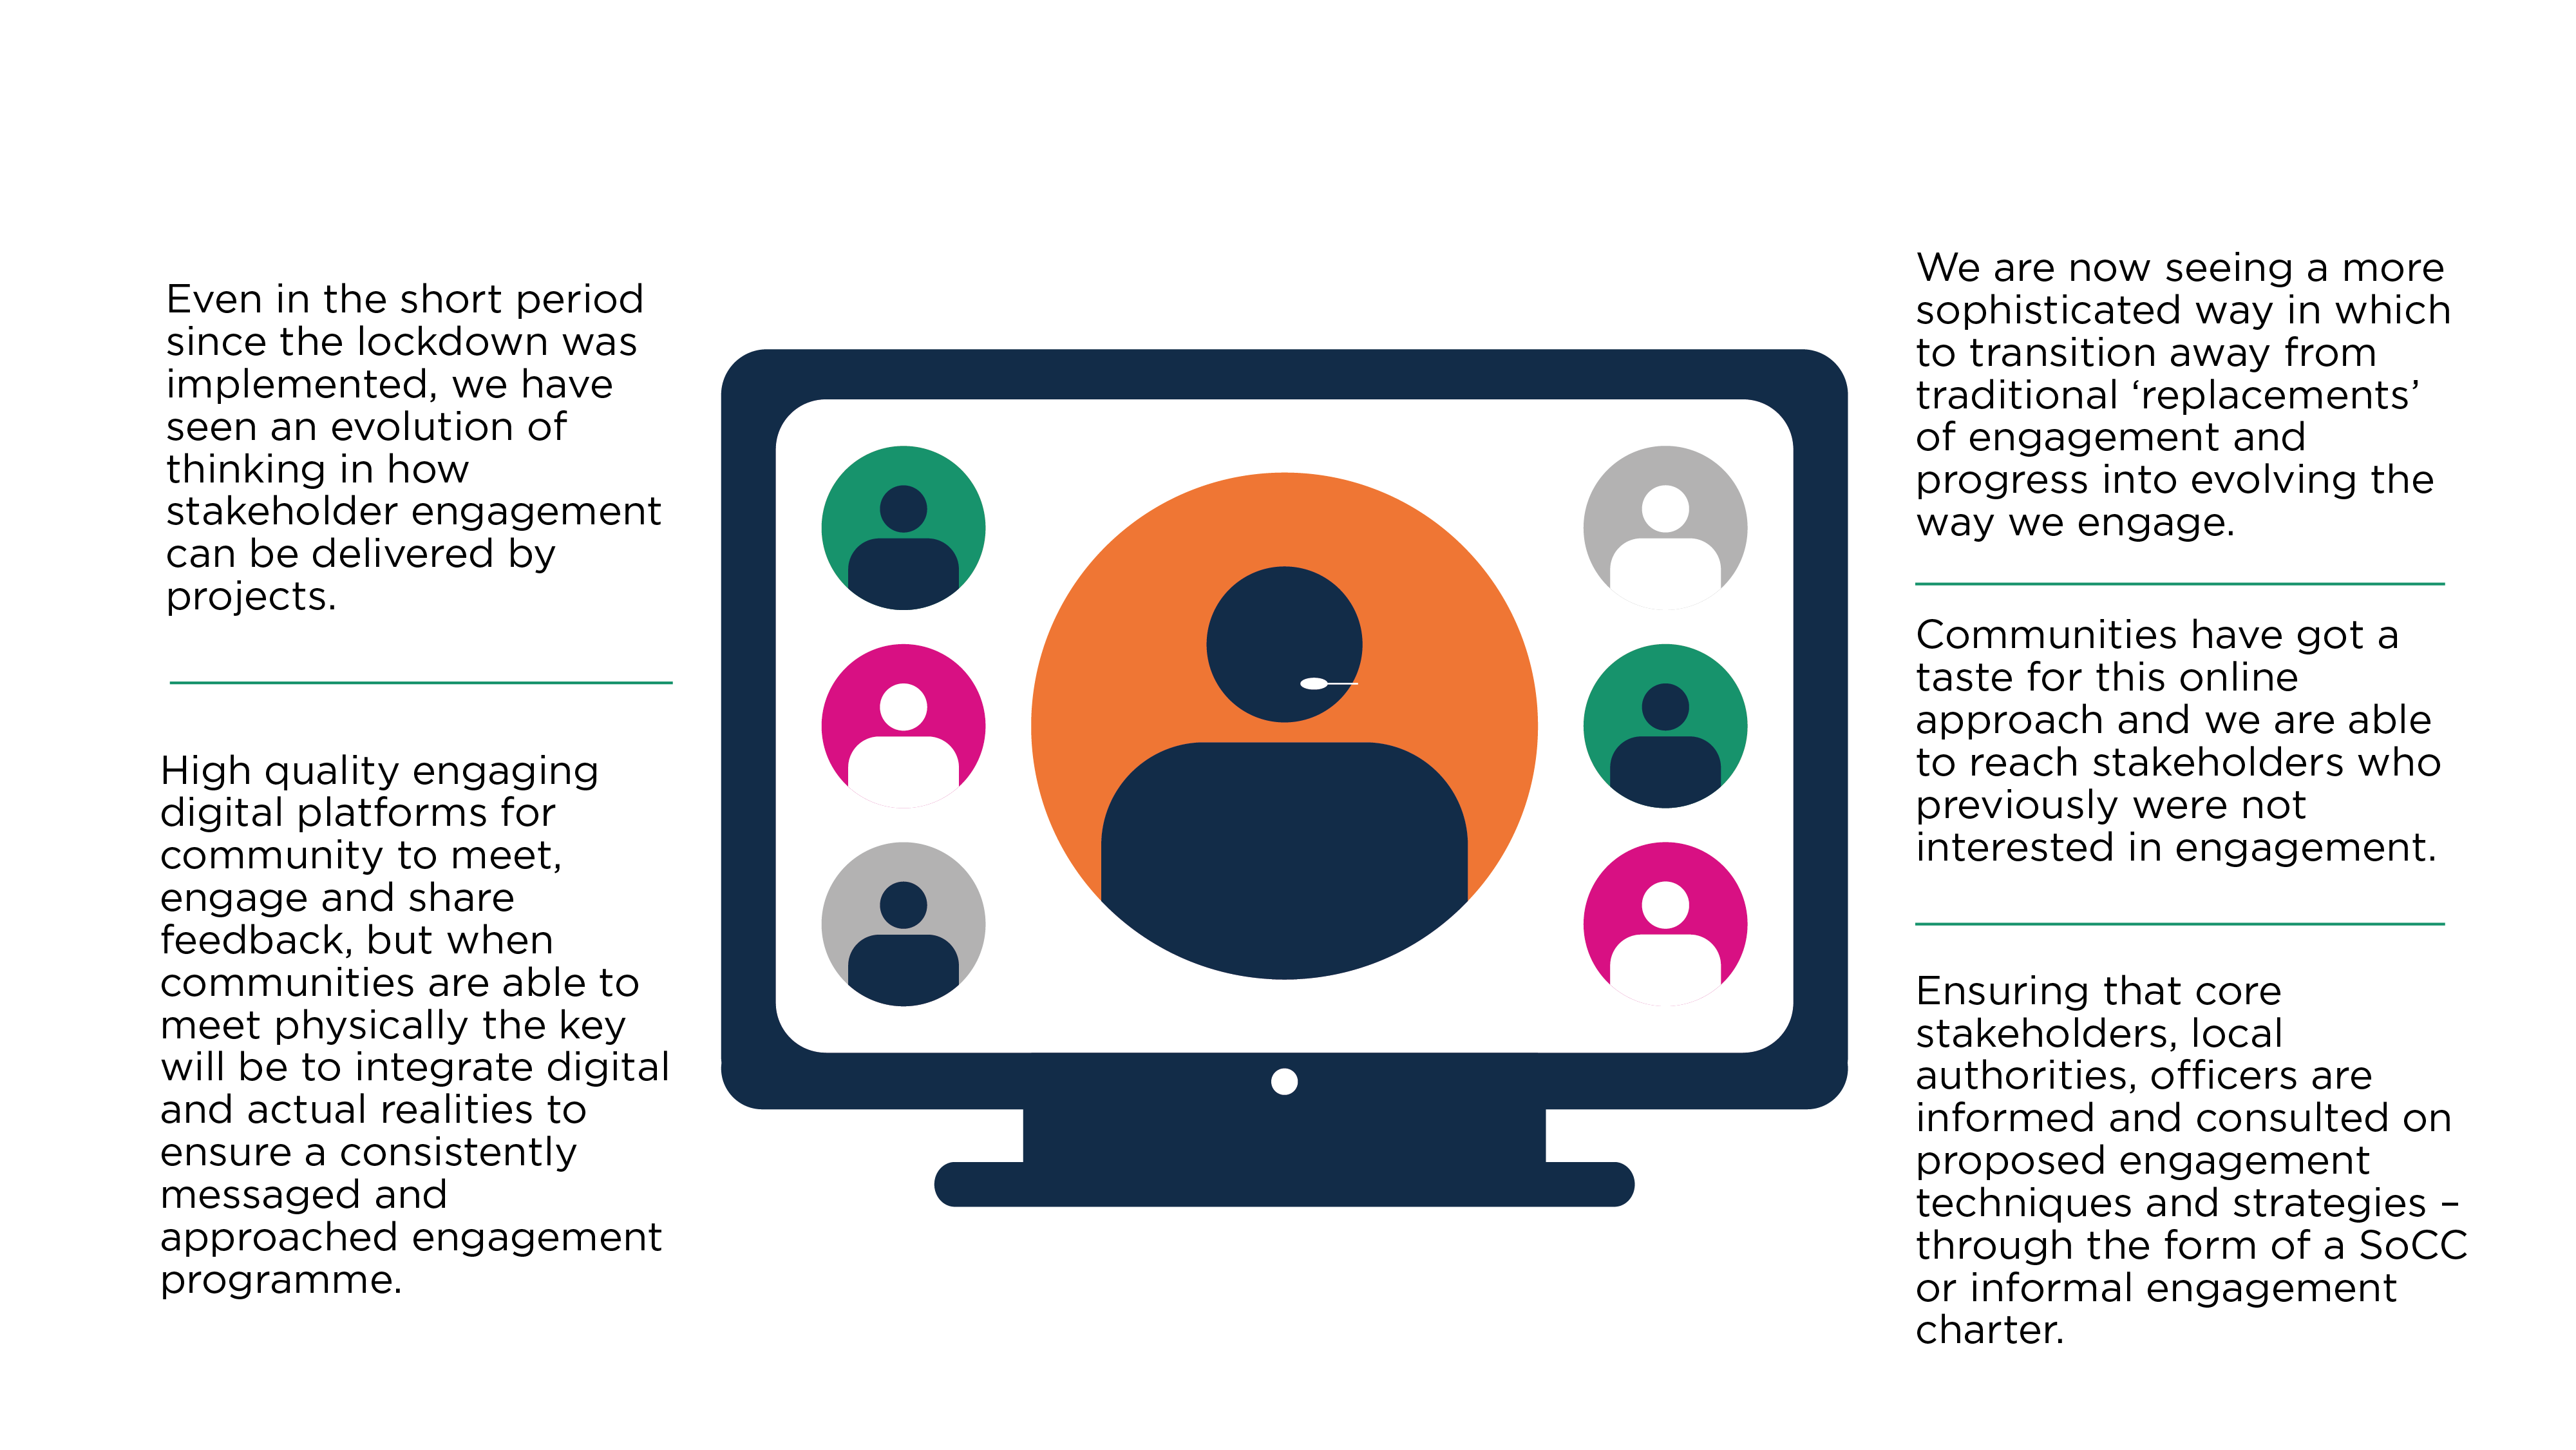 Even in the short period
since the lockdown was
implemented, we have
seen an evolution of
thinking in how
stakeholder engagement
can be delivered by
projects.
High quality engaging
digital platforms for
community to meet,
engage and share
feedback, but when
communities are able to
meet physically the key
will be to integrate digital
and actual realities to
ensure a consistently
messaged and
approached engagement
programme.
We are now seeing a more
sophisticated way in which
to transition away from
traditional ‘replacements’
of engagement and
progress into evolving the
way we engage.
Communities have got a
taste for this online
approach and we are able
to reach stakeholders who
previously were not
interested in engagement.
Ensuring that core
stakeholders, local
authorities, officers are
informed and consulted on
proposed engagement
techniques and strategies –
through the form of a SoCC
or informal engagement
charter.